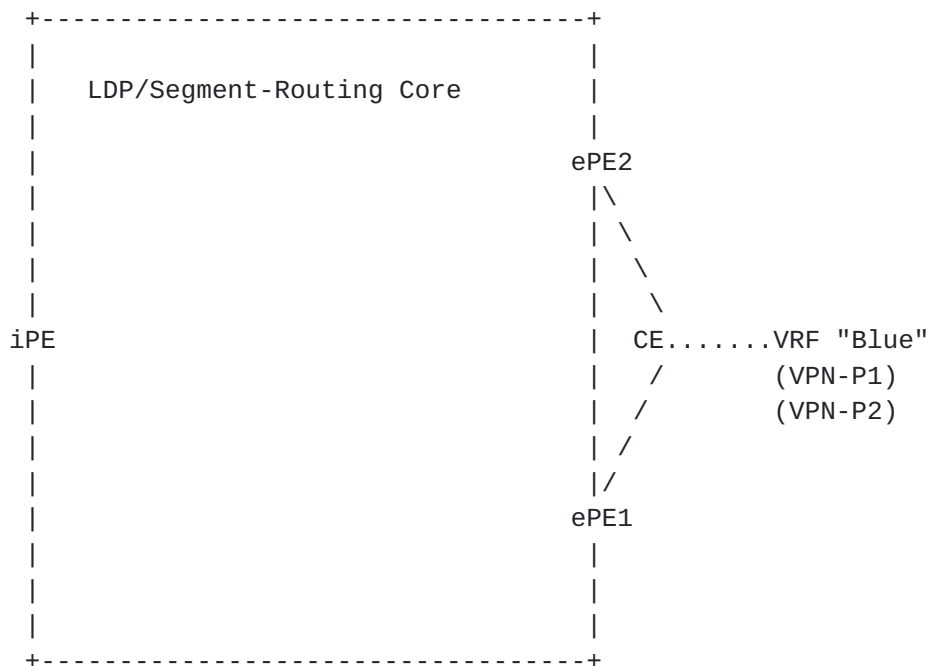 LDP/Segment-Routing Core
ePE2
iPE CE.......VRF "Blue"
(VPN-P1)
(VPN-P2)
ePE1